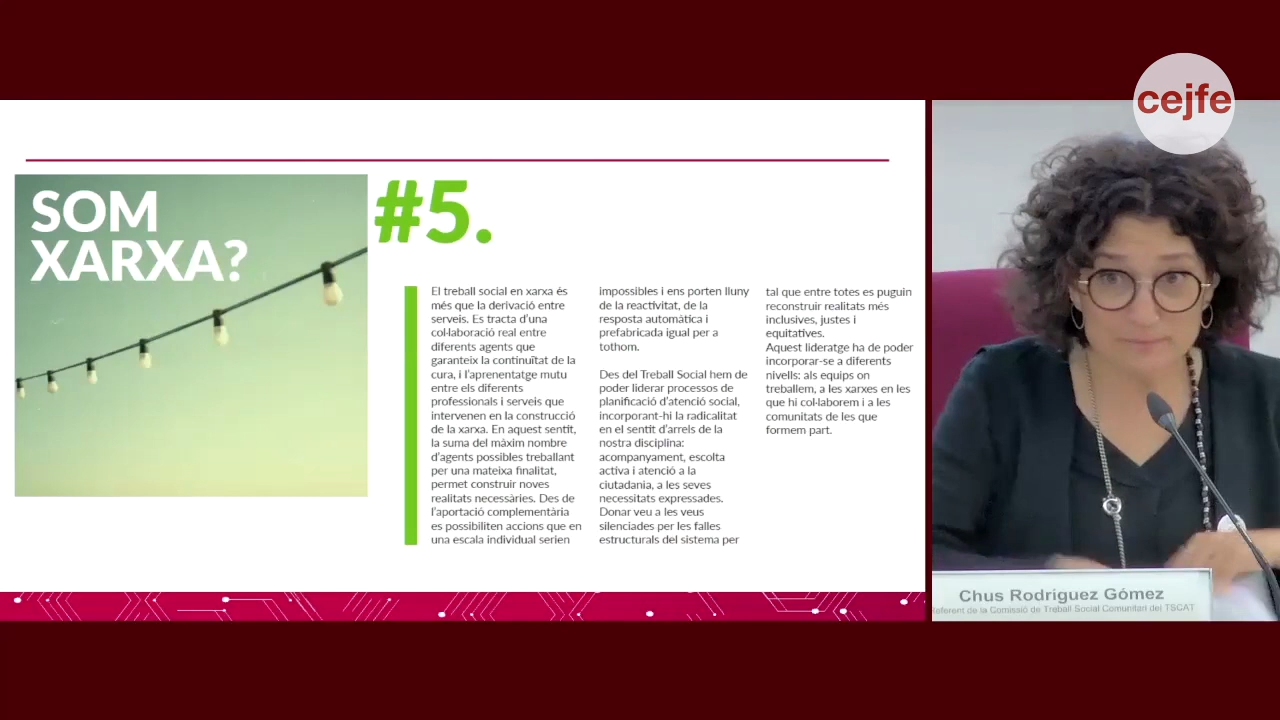 cejfe
SOM
XARXA?
#5.
El treball social en xarxa és
més que la derivació entre
serveis. Es tracta d'una
col·laboració real entre
diferents agents que
garanteix la continuïtat de la
cura, i l'aprenentatge mutu
entre els diferents
professionals i serveis que
intervenen en la construcció
de la xarxa. En aquest sentit,
la suma del màxim nombre
d'agents possibles treballant
per una mateixa finalitat,
permet construir noves
realitats necessàries. Des de
l'aportació complementària
es possibiliten accions que en
una escala individual serien
impossibles i ens porten lluny
de la reactivitat, de la
resposta automàtica i
prefabricada igual per a
tothom.
Des del Treball Social hem de
poder liderar processos de
planificació d'atenció social,
incorporant-hi la radicalitat
en el sentit d'arrels de la
nostra disciplina:
acompanyament, escolta
activa i atenció a la
ciutadania, a les seves
necessitats expressades.
Donar veu a les veus
silenciades per les falles
estructurals del sistema per
tal que entre totes es puguin
reconstruir realitats més
inclusives, justes i
equitatives.
Aquest lideratge ha de poder
incorporar-se a diferents
nivells: als equips on
treballem, a les xarxes en les
que hi col·laborem i a les
comunitats de les que
formem part.
Chus Rodríguez Gómez
Referent de la Comissió de Treball Social Comunitari del TSCAT